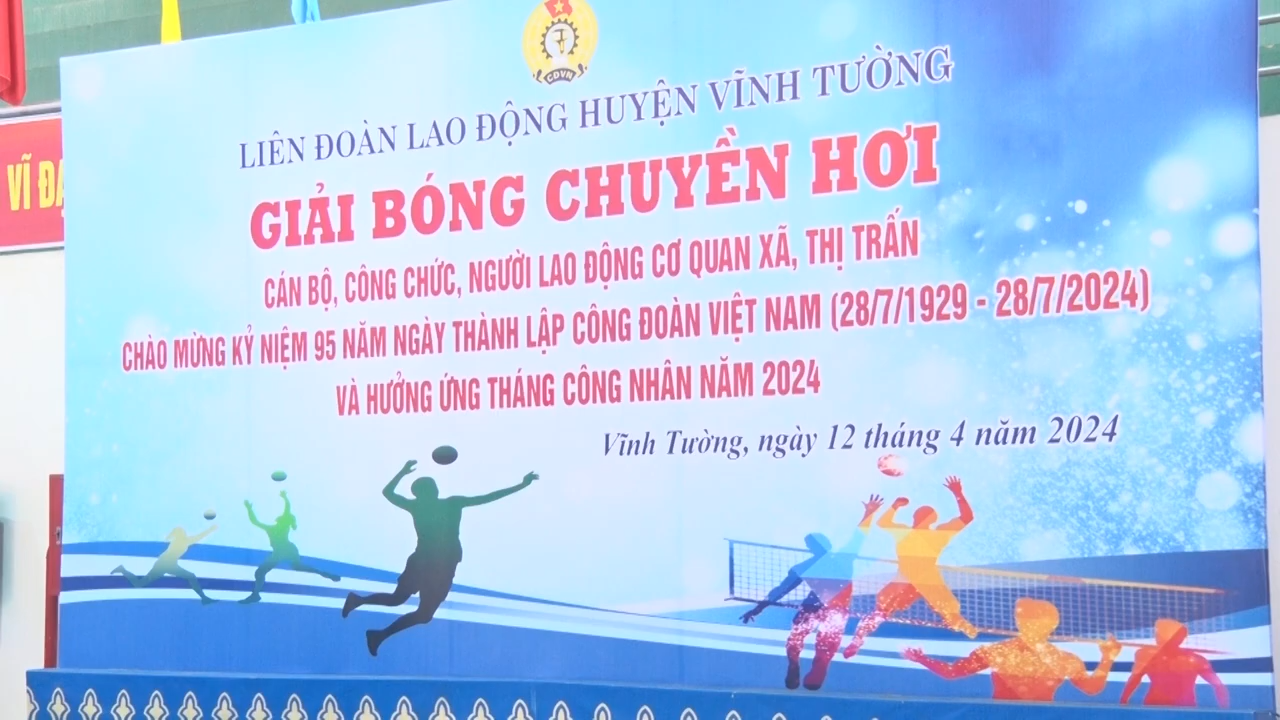 CĐVN
LIÊN ĐOÀN LAO ĐỘNG HUYỆN VĨNH TƯỜNG
GIẢI BÓNG CHUYỀN HƠI
CÁN BỘ, CÔNG CHỨC, NGƯỜI LAO ĐỘNG CƠ QUAN XÃ, THỊ TRẤN
CHÀO MỪNG KỶ NIỆM 95 NĂM NGÀY THÀNH LẬP CÔNG ĐOÀN VIỆT NAM (28/7/1929 - 28/7/2024)
VÀ HƯỞNG ỨNG THÁNG CÔNG NHÂN NĂM 2024
Vĩnh Tường, ngày 12 tháng 4 năm 2024
VĨ ĐẠ